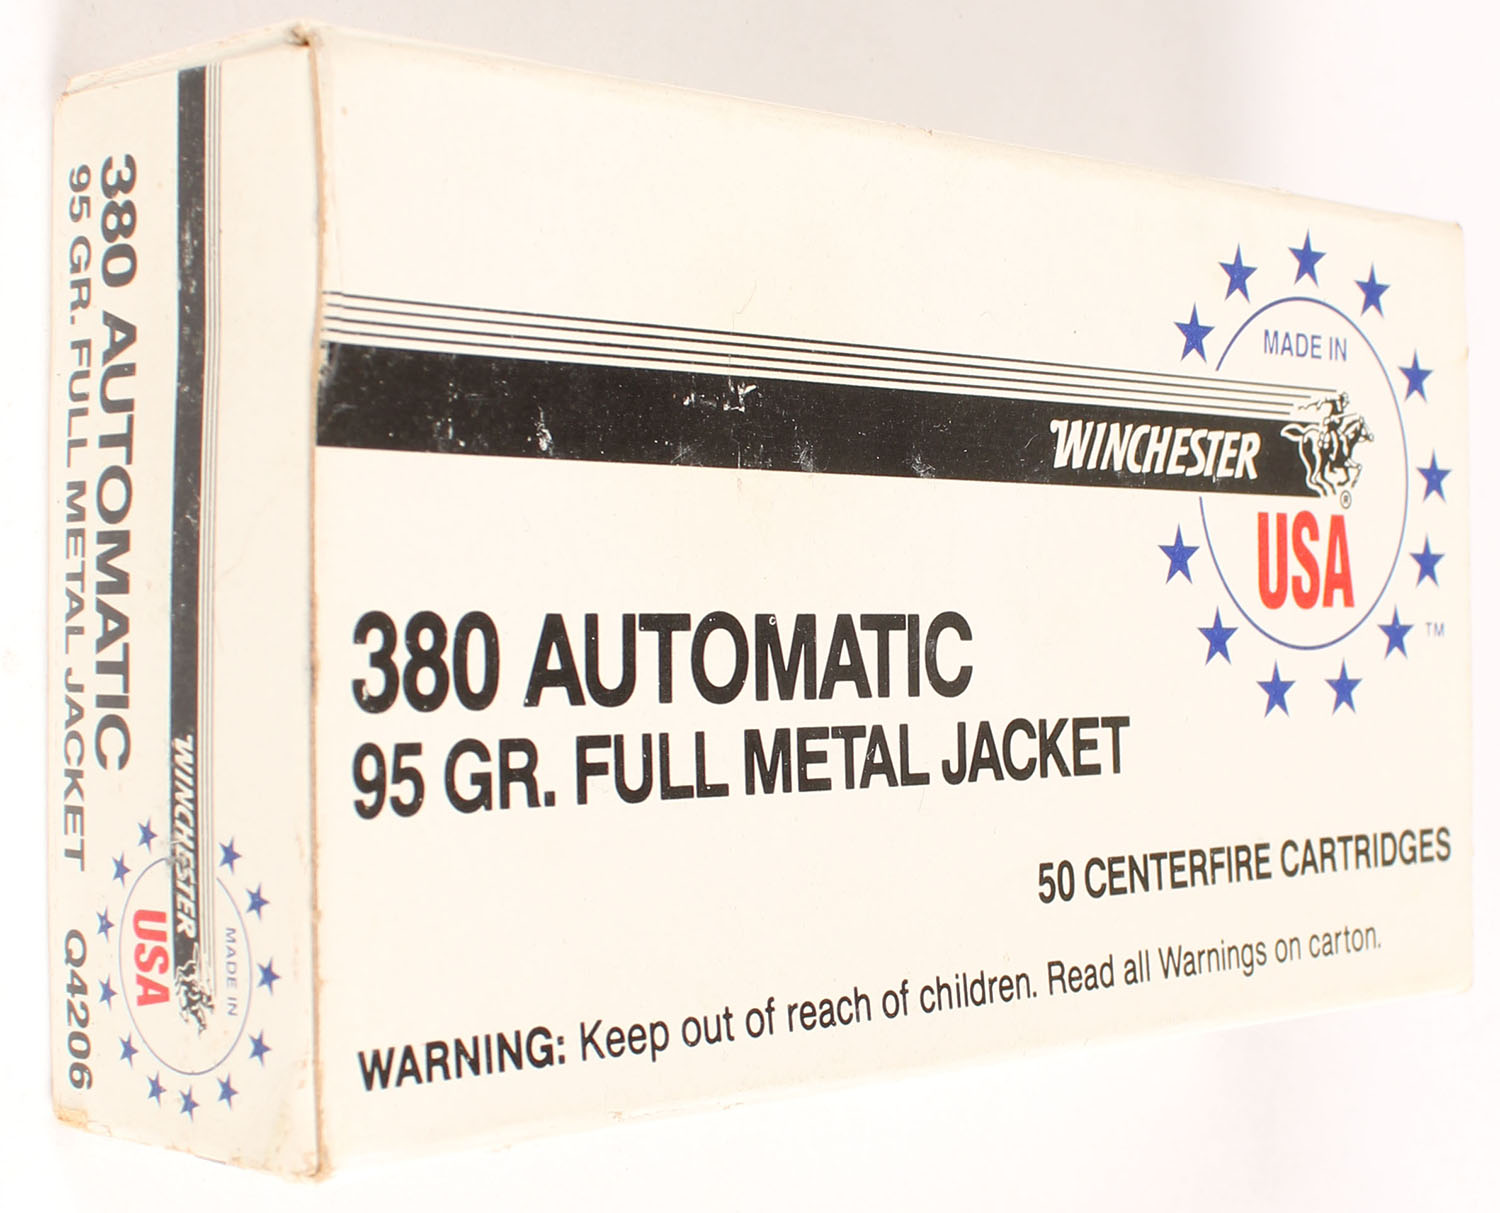 380 AUTOMATIC
95 GR. FULL METAL JACKET Q4206
WINCHESTER
MADE IN
USA
MADE IN
WINCHESTER
®
USA
TM
380 AUTOMATIC
95 GR. FULL METAL JACKET
50 CENTERFIRE CARTRIDGES
WARNING: Keep out of reach of children. Read all Warnings on carton.